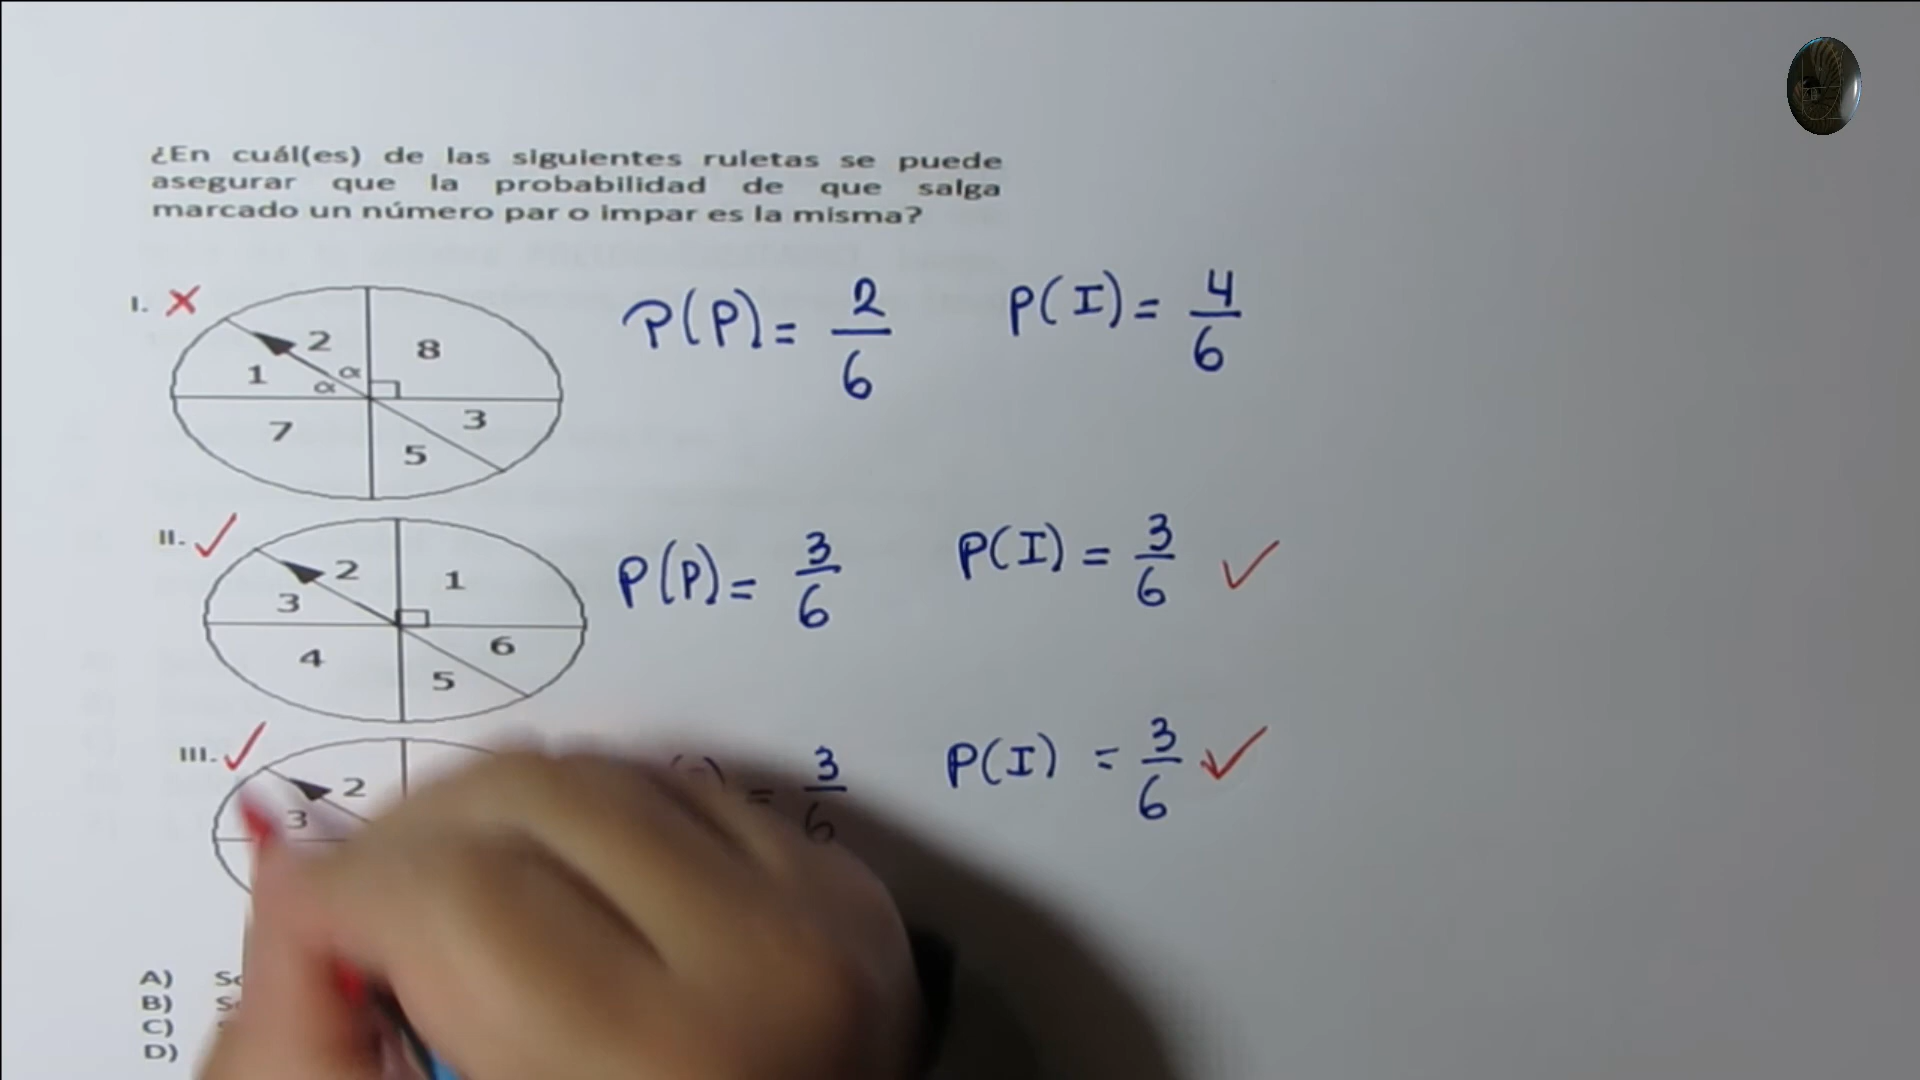 ¿En cuál(es) de las siguientes ruletas se puede
asegurar que la probabilidad de que salga
marcado un número par o impar es la misma?
I. ✗
2 8
1 α α
3
7 5
P(P) = 2/6 P(I) = 4/6
II. ✓
2 1
3
6
4 5
P(P) = 3/6 P(I) = 3/6 ✓
III. ✓
2
3
= 3/6 P(I) = 3/6 ✓
A)
B)
C)
D)